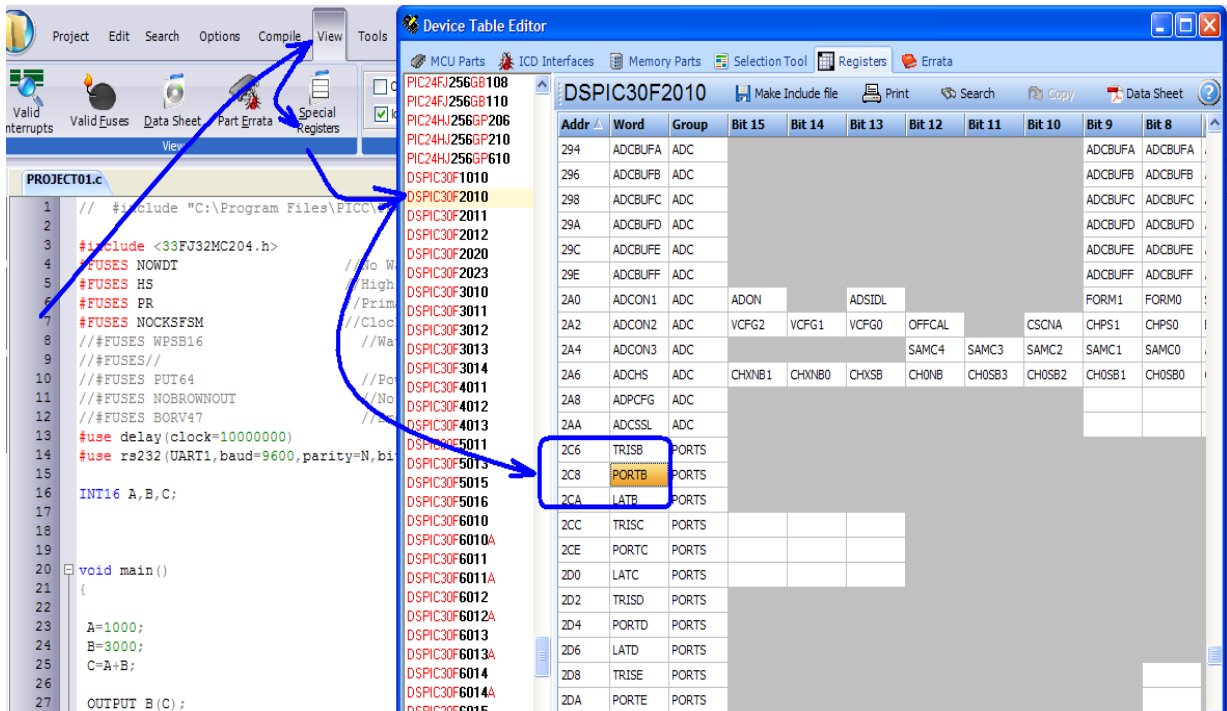 Project Edit Search Options Compile View Tools
Valid
nterrupts
Valid Fuses
Data Sheet
Part Errata
Special
Registers
View
PROJECT01.c
1 // #include "C:\Program Files\PICC\
2
3 #include <33FJ32MC204.h>
4 #FUSES NOWDT //No W
5 #FUSES HS //High
6 #FUSES PR //Prim
7 #FUSES NOCKSFSM //Cloc
8 //#FUSES WPSB16 //Wa
9 //#FUSES//
10 //#FUSES PUT64 //Po
11 //#FUSES NOBROWNOUT //No
12 //#FUSES BORV47
13 #use delay(clock=10000000)
14 #use rs232(UART1,baud=9600,parity=N,bi
15
16 INT16 A,B,C;
17
18
19
20 void main()
21 {
22
23 A=1000;
24 B=3000;
25 C=A+B;
26
27 OUTPUT_B(C);
Device Table Editor
MCU Parts ICD Interfaces Memory Parts Selection Tool Registers Errata
PIC24FJ256GB108
PIC24FJ256GB110
PIC24HJ256GP206
PIC24HJ256GP210
PIC24HJ256GP610
DSPIC30F1010
DSPIC30F2010
DSPIC30F2011
DSPIC30F2012
DSPIC30F2020
DSPIC30F2023
DSPIC30F3010
DSPIC30F3011
DSPIC30F3012
DSPIC30F3013
DSPIC30F3014
DSPIC30F4011
DSPIC30F4012
DSPIC30F4013
DSPIC30F5011
DSPIC30F5013
DSPIC30F5015
DSPIC30F5016
DSPIC30F6010
DSPIC30F6010A
DSPIC30F6011
DSPIC30F6011A
DSPIC30F6012
DSPIC30F6012A
DSPIC30F6013
DSPIC30F6013A
DSPIC30F6014
DSPIC30F6014A
DSPIC30F6015
DSPIC30F2010 Make Include file Print Search Copy Data Sheet ?
Addr Word Group Bit 15 Bit 14 Bit 13 Bit 12 Bit 11 Bit 10 Bit 9 Bit 8
294 ADCBUFA ADC ADCBUFA ADCBUFA
296 ADCBUFB ADC ADCBUFB ADCBUFB
298 ADCBUFC ADC ADCBUFC ADCBUFC
29A ADCBUFD ADC ADCBUFD ADCBUFD
29C ADCBUFE ADC ADCBUFE ADCBUFE
29E ADCBUFF ADC ADCBUFF ADCBUFF
2A0 ADCON1 ADC ADON ADSIDL FORM1 FORM0
2A2 ADCON2 ADC VCFG2 VCFG1 VCFG0 OFFCAL CSCNA CHPS1 CHPS0
2A4 ADCON3 ADC SAMC4 SAMC3 SAMC2 SAMC1 SAMC0
2A6 ADCHS ADC CHXNB1 CHXNB0 CHXSB CH0NB CH0SB3 CH0SB2 CH0SB1 CH0SB0
2A8 ADPCFG ADC
2AA ADCSSL ADC
2C6 TRISB PORTS
2C8 PORTB PORTS
2CA LATB PORTS
2CC TRISC PORTS
2CE PORTC PORTS
2D0 LATC PORTS
2D2 TRISD PORTS
2D4 PORTD PORTS
2D6 LATD PORTS
2D8 TRISE PORTS
2DA PORTE PORTS